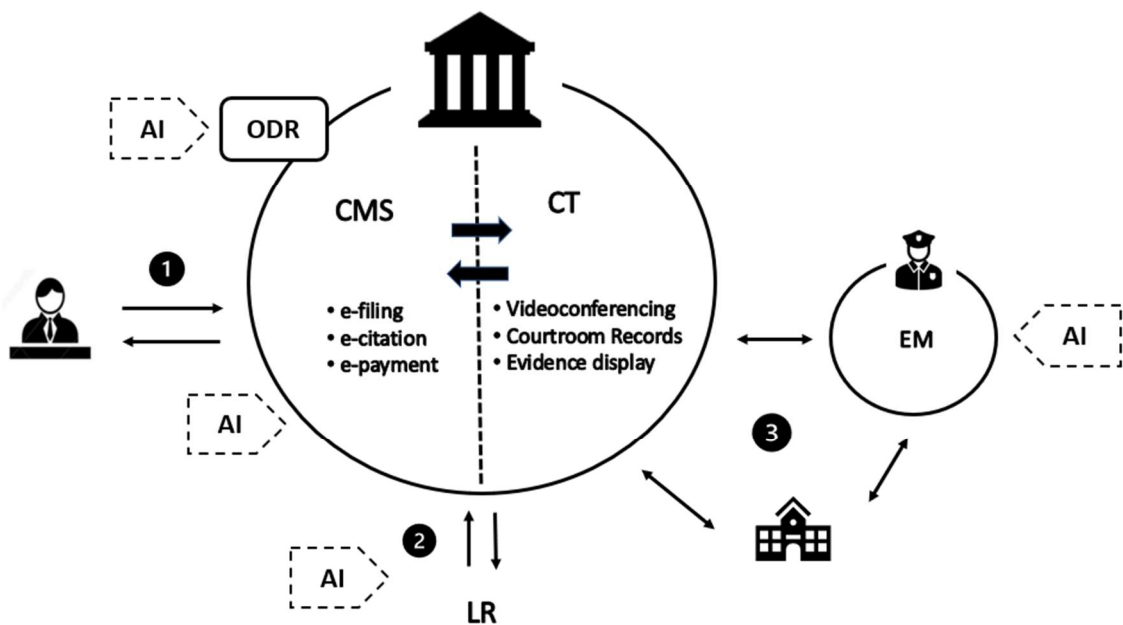 AI
ODR
CMS
CT
1
• e-filing
• e-citation
• e-payment
• Videoconferencing
• Courtroom Records
• Evidence display
EM
AI
AI
3
2
AI
LR